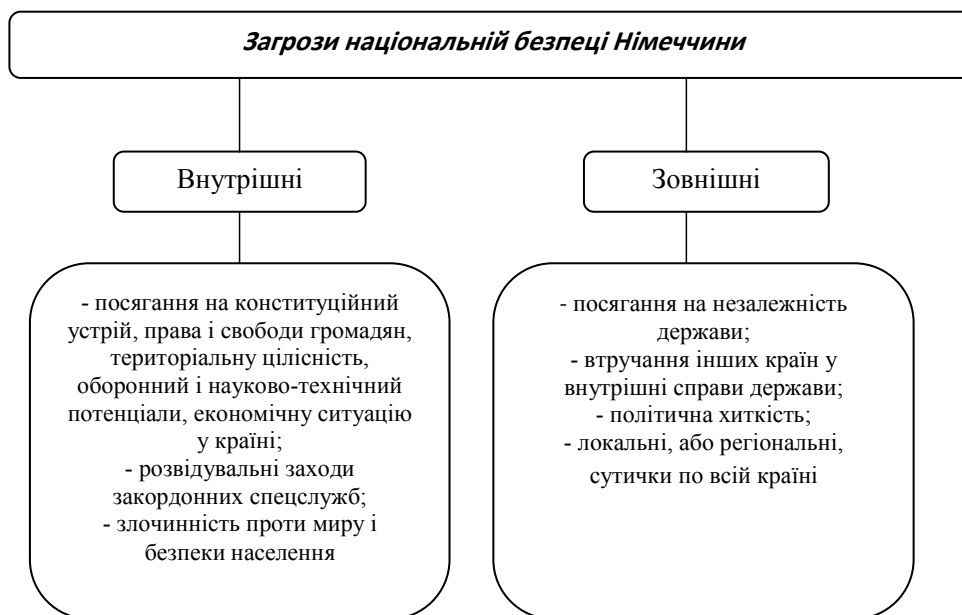 Загрози національній безпеці Німеччини
Внутрішні
Зовнішні
- посягання на конституційний
устрій, права і свободи громадян,
територіальну цілісність,
оборонний і науково-технічний
потенціали, економічну ситуацію
у країні;
- розвідувальні заходи
закордонних спецслужб;
- злочинність проти миру і
безпеки населення
- посягання на незалежність
держави;
- втручання інших країн у
внутрішні справи держави;
- політична хиткість;
- локальні, або регіональні,
сутички по всій країні